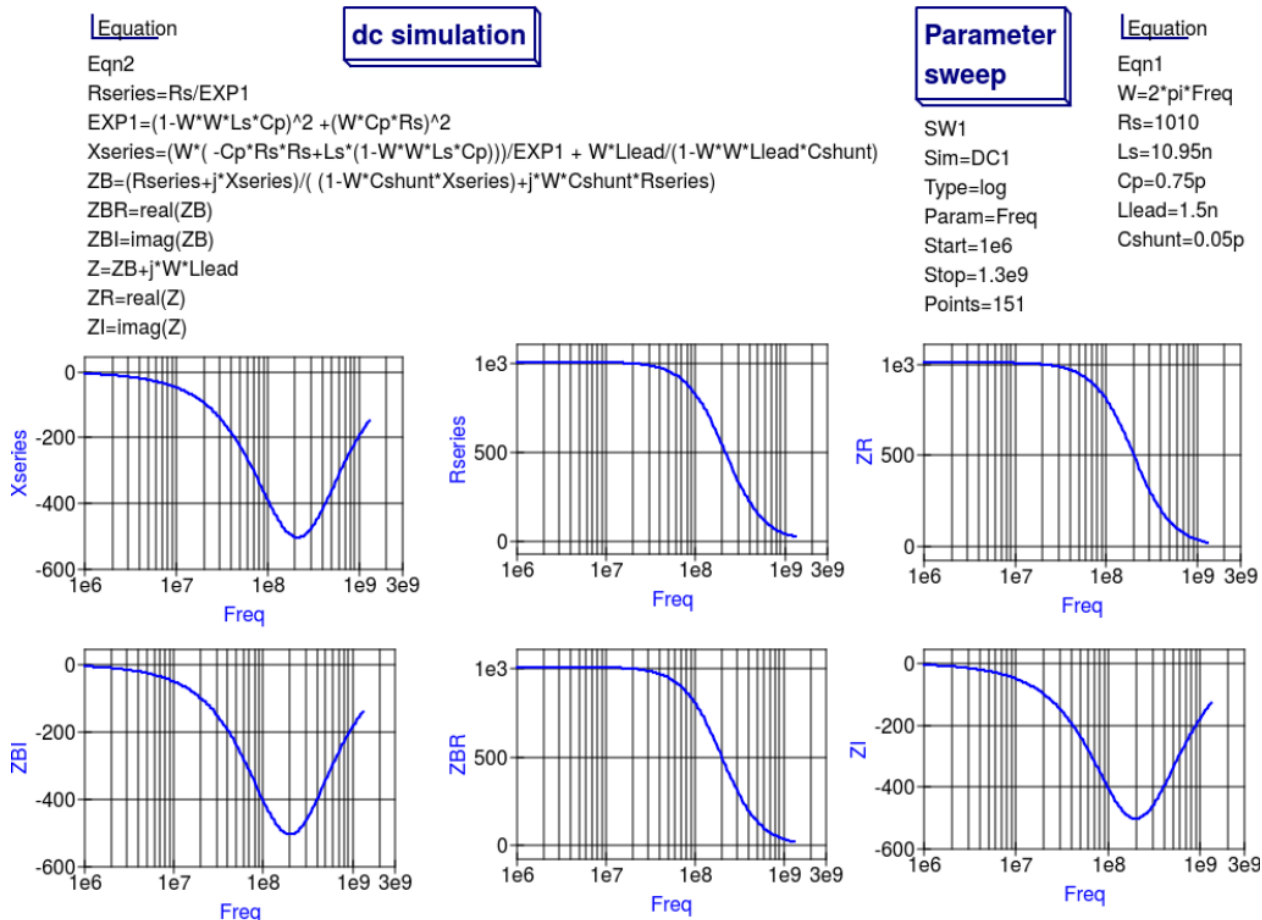 Equation
Eqn2
Rseries=Rs/EXP1
EXP1=(1-W*W*Ls*Cp)^2 +(W*Cp*Rs)^2
Xseries=(W*( -Cp*Rs*Rs+Ls*(1-W*W*Ls*Cp)))/EXP1 + W*Llead/(1-W*W*Llead*Cshunt)
ZB=(Rseries+j*Xseries)/( (1-W*Cshunt*Xseries)+j*W*Cshunt*Rseries)
ZBR=real(ZB)
ZBI=imag(ZB)
Z=ZB+j*W*Llead
ZR=real(Z)
ZI=imag(Z)
dc simulation
Parameter
sweep
SW1
Sim=DC1
Type=log
Param=Freq
Start=1e6
Stop=1.3e9
Points=151
Equation
Eqn1
W=2*pi*Freq
Rs=1010
Ls=10.95n
Cp=0.75p
Llead=1.5n
Cshunt=0.05p
Xseries
0
-200
-400
-600
1e6 1e7 1e8 1e9 3e9
Freq
Rseries
1e3
500
0
1e6 1e7 1e8 1e9 3e9
Freq
ZR
1e3
500
0
1e6 1e7 1e8 1e9 3e9
Freq
ZBI
0
-200
-400
-600
1e6 1e7 1e8 1e9 3e9
Freq
ZBR
1e3
500
0
1e6 1e7 1e8 1e9 3e9
Freq
ZI
0
-200
-400
-600
1e6 1e7 1e8 1e9 3e9
Freq